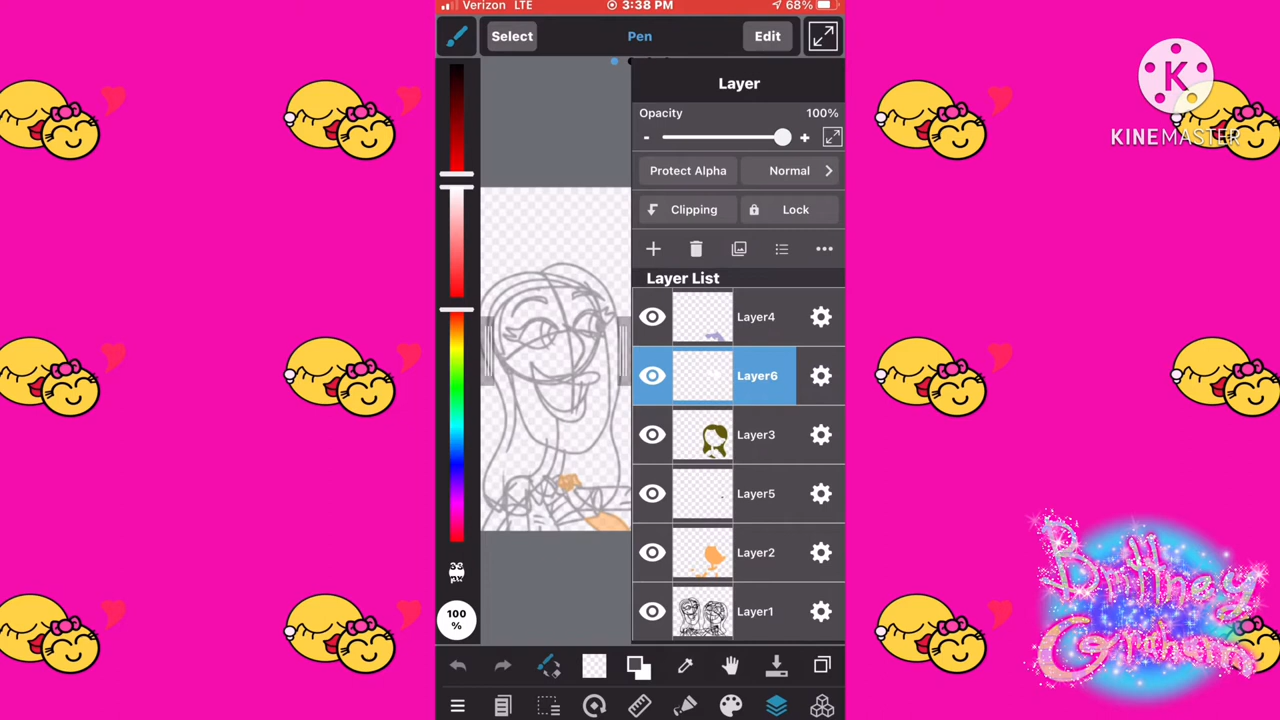 Verizon LTE 3:38 PM 68%
Select Pen Edit
Layer
Opacity 100%
- +
Protect Alpha Normal
Clipping Lock
Layer List
Layer4
Layer6
Layer3
Layer5
Layer2
Layer1
100
%
K
KINEMASTER
Brittney
Graham